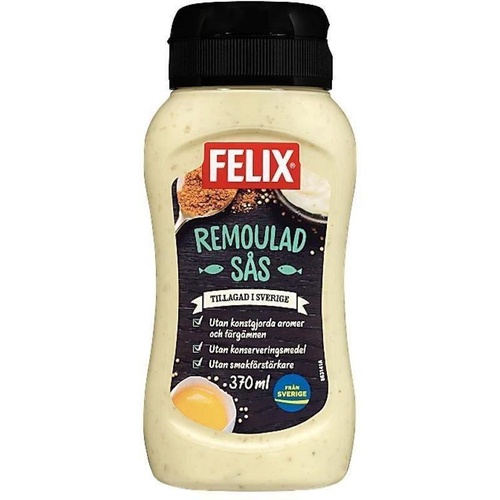 FELIX®
REMOULAD
SÅS
TILLAGAD I SVERIGE
Utan konstgjorda aromer
och färgämnen
Utan konserveringsmedel
Utan smakförstärkare
370 ml
FRÅN
SVERIGE